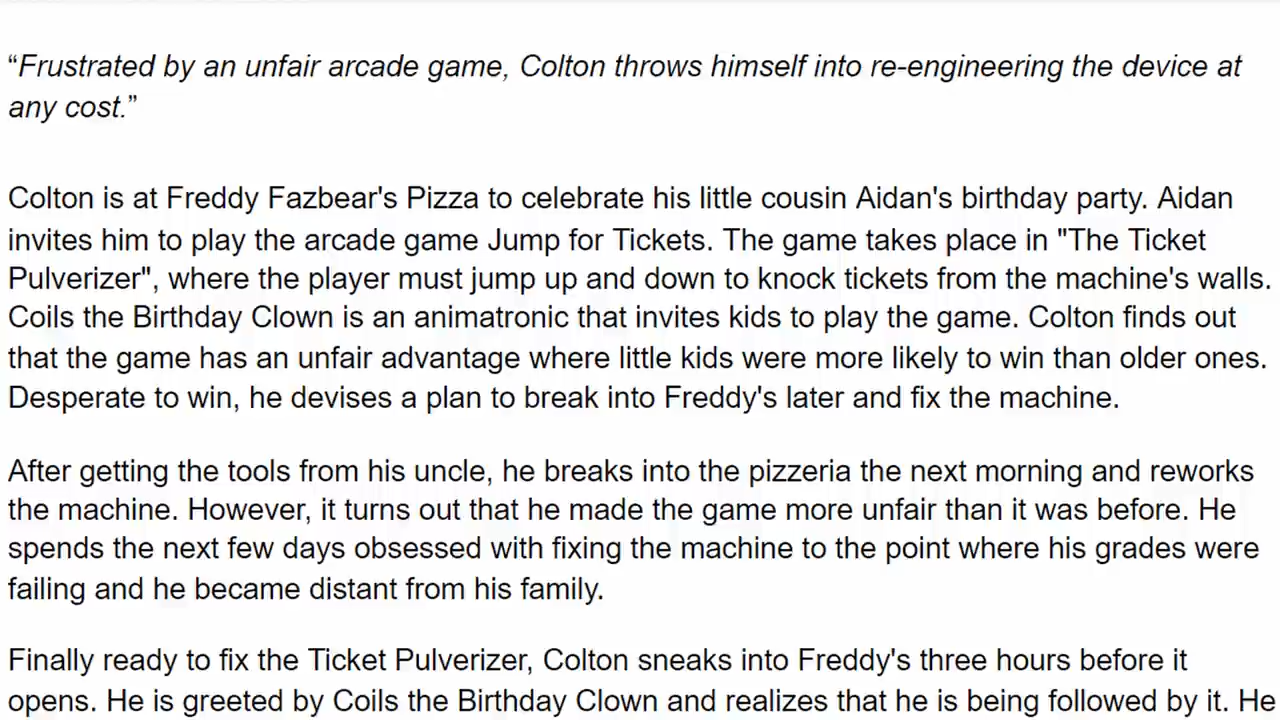 “Frustrated by an unfair arcade game, Colton throws himself into re-engineering the device at
any cost.”
Colton is at Freddy Fazbear's Pizza to celebrate his little cousin Aidan's birthday party. Aidan
invites him to play the arcade game Jump for Tickets. The game takes place in "The Ticket
Pulverizer", where the player must jump up and down to knock tickets from the machine's walls.
Coils the Birthday Clown is an animatronic that invites kids to play the game. Colton finds out
that the game has an unfair advantage where little kids were more likely to win than older ones.
Desperate to win, he devises a plan to break into Freddy's later and fix the machine.
After getting the tools from his uncle, he breaks into the pizzeria the next morning and reworks
the machine. However, it turns out that he made the game more unfair than it was before. He
spends the next few days obsessed with fixing the machine to the point where his grades were
failing and he became distant from his family.
Finally ready to fix the Ticket Pulverizer, Colton sneaks into Freddy's three hours before it
opens. He is greeted by Coils the Birthday Clown and realizes that he is being followed by it. He